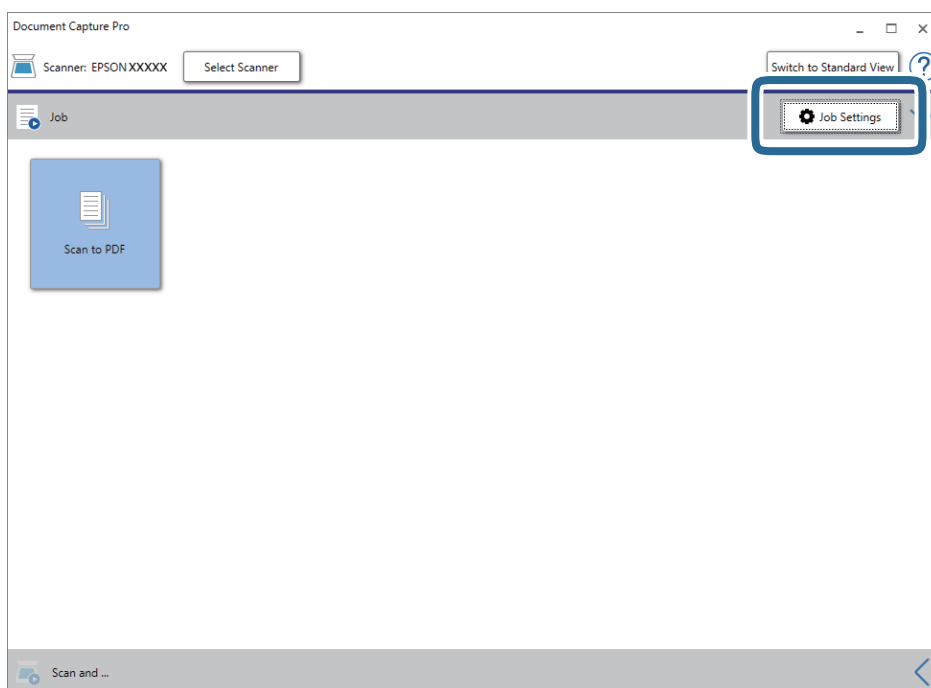 Document Capture Pro
Scanner: EPSON XXXXX
Select Scanner
Switch to Standard View
?
Job
Job Settings
Scan to PDF
Scan and ...